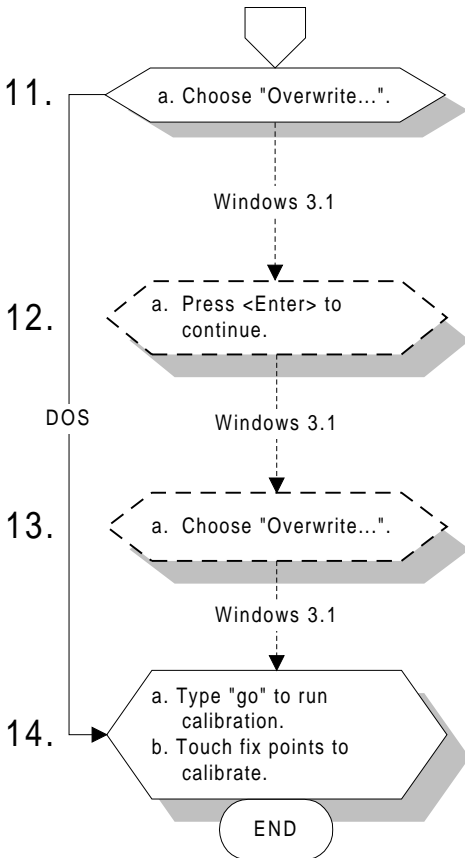 11.
a. Choose "Overwrite...".
Windows 3.1
12.
a. Press <Enter> to
continue.
DOS
Windows 3.1
13.
a. Choose "Overwrite...".
Windows 3.1
14.
a. Type "go" to run
calibration.
b. Touch fix points to
calibrate.
END